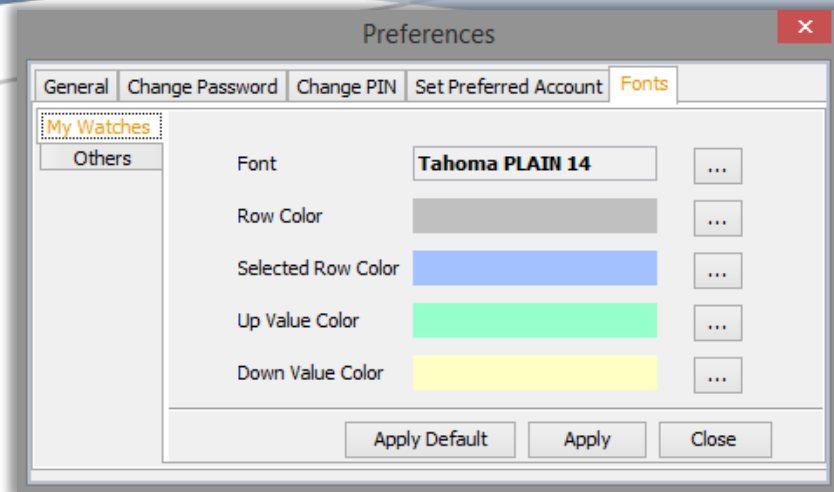 Preferences
General Change Password Change PIN Set Preferred Account Fonts
My Watches
Others
Font Tahoma PLAIN 14 ...
Row Color ...
Selected Row Color ...
Up Value Color ...
Down Value Color ...
Apply Default Apply Close